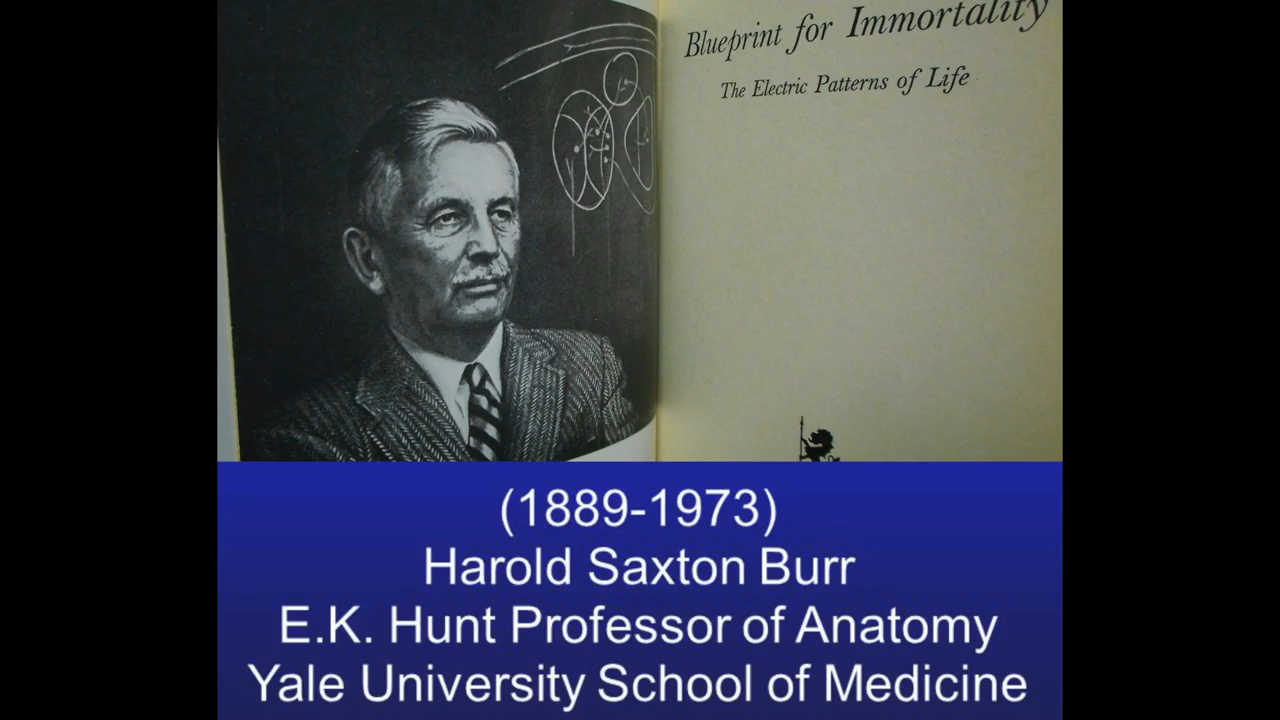 Blueprint for Immortality
The Electric Patterns of Life
(1889-1973)
Harold Saxton Burr
E.K. Hunt Professor of Anatomy
Yale University School of Medicine